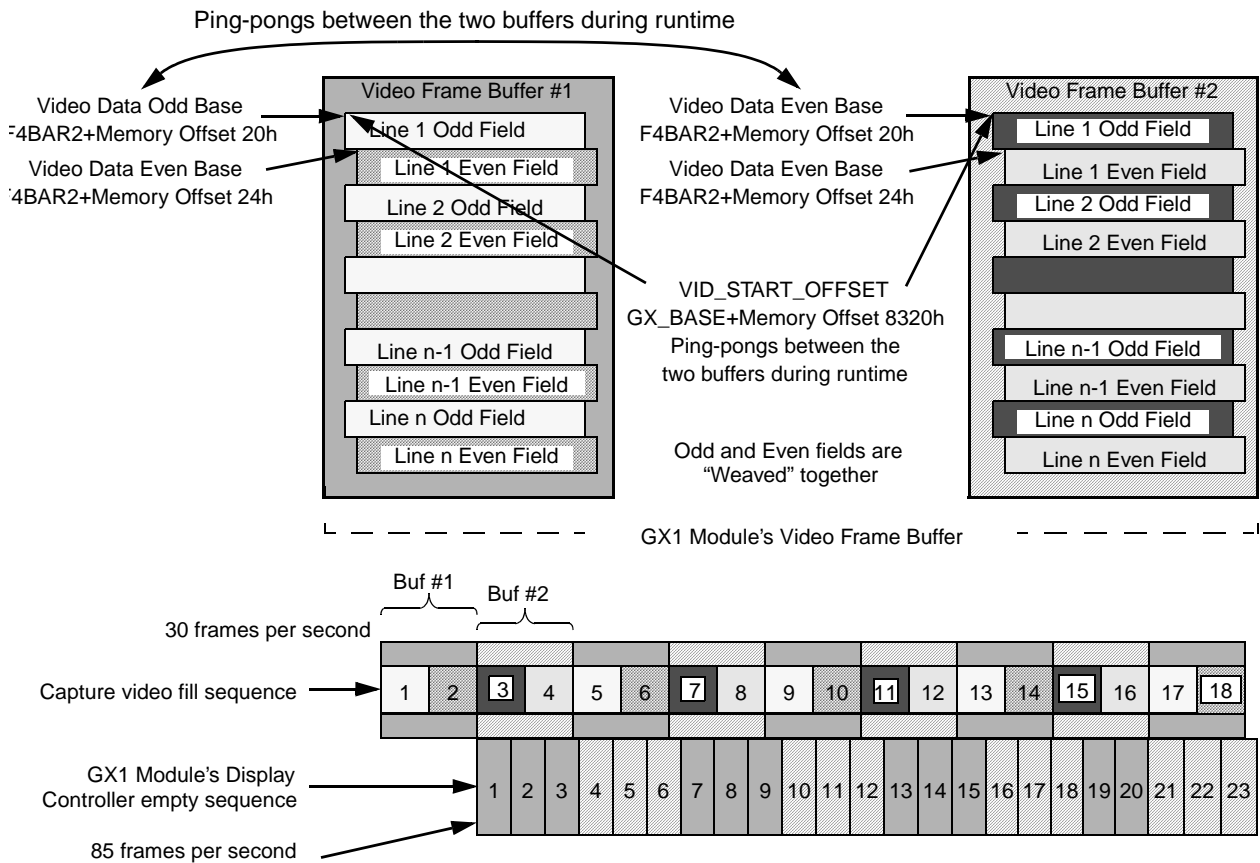 Ping-pongs between the two buffers during runtime
Video Data Odd Base
F4BAR2+Memory Offset 20h
Video Data Even Base
F4BAR2+Memory Offset 24h
Video Frame Buffer #1
Line 1 Odd Field
Line 1 Even Field
Line 2 Odd Field
Line 2 Even Field
Line n-1 Odd Field
Line n-1 Even Field
Line n Odd Field
Line n Even Field
Video Data Even Base
F4BAR2+Memory Offset 20h
Video Data Even Base
F4BAR2+Memory Offset 24h
VID_START_OFFSET
GX_BASE+Memory Offset 8320h
Ping-pongs between the
two buffers during runtime
Odd and Even fields are
“Weaved” together
Video Frame Buffer #2
Line 1 Odd Field
Line 1 Even Field
Line 2 Odd Field
Line 2 Even Field
Line n-1 Odd Field
Line n-1 Even Field
Line n Odd Field
Line n Even Field
GX1 Module's Video Frame Buffer
Buf #1
Buf #2
30 frames per second
Capture video fill sequence
1 2 3 4 5 6 7 8 9 10 11 12 13 14 15 16 17 18
GX1 Module's Display
Controller empty sequence
1 2 3 4 5 6 7 8 9 10 11 12 13 14 15 16 17 18 19 20 21 22 23
85 frames per second